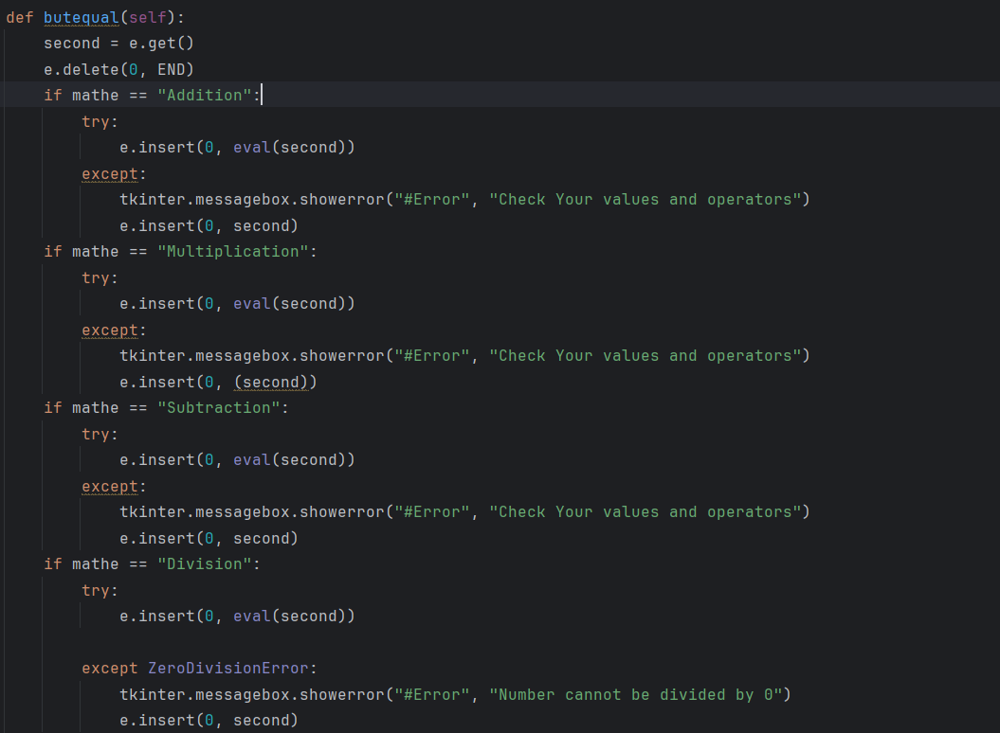 def butequal(self):
    second = e.get()
    e.delete(0, END)
    if mathe == "Addition":
        try:
            e.insert(0, eval(second))
        except:
            tkinter.messagebox.showerror("#Error", "Check Your values and operators")
            e.insert(0, second)
    if mathe == "Multiplication":
        try:
            e.insert(0, eval(second))
        except:
            tkinter.messagebox.showerror("#Error", "Check Your values and operators")
            e.insert(0, (second))
    if mathe == "Subtraction":
        try:
            e.insert(0, eval(second))
        except:
            tkinter.messagebox.showerror("#Error", "Check Your values and operators")
            e.insert(0, second)
    if mathe == "Division":
        try:
            e.insert(0, eval(second))

        except ZeroDivisionError:
            tkinter.messagebox.showerror("#Error", "Number cannot be divided by 0")
            e.insert(0, second)